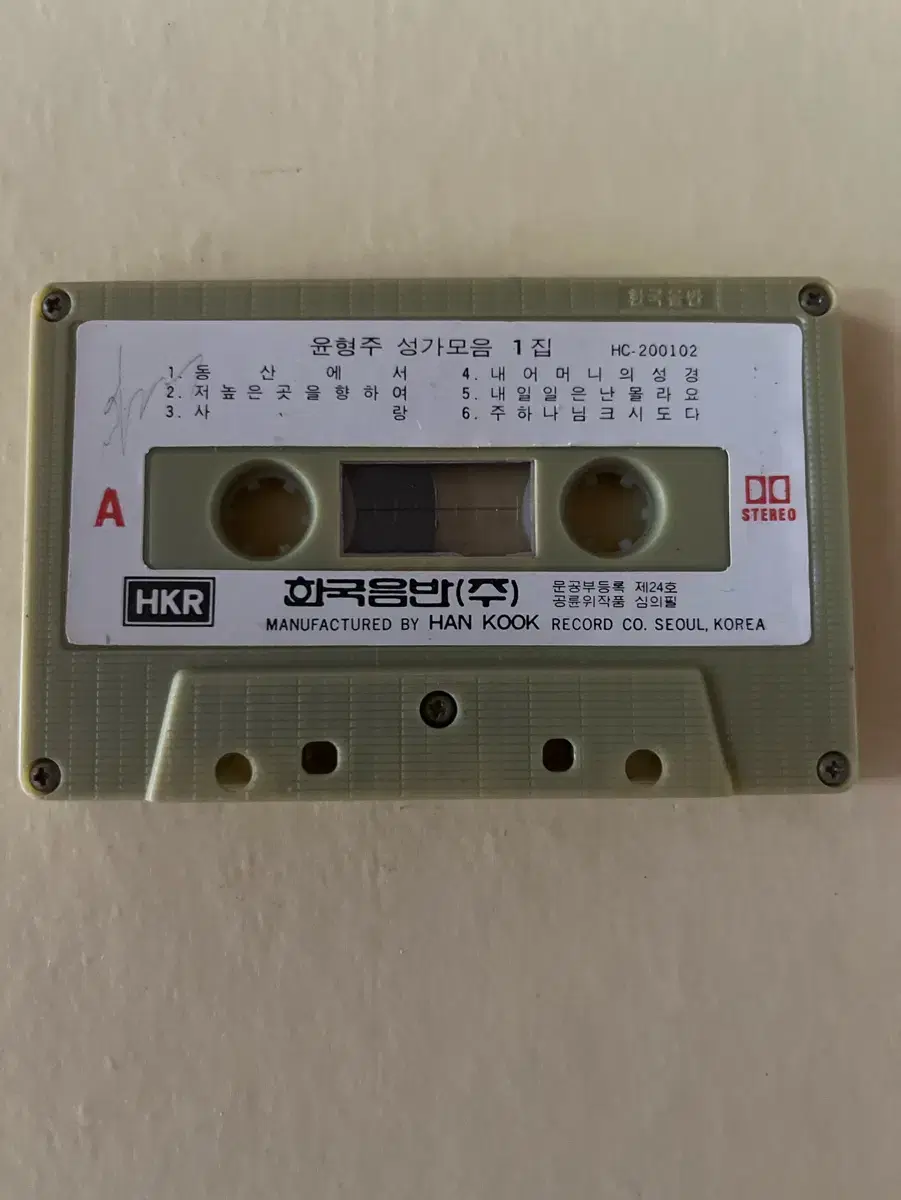 한국음반
윤형주 성가모음 1집 HC-200102
1. 동산에서 4. 내어머니의성경
2. 저높은곳을향하여 5. 내일일은난몰라요
3. 사랑 6. 주하나님크시도다
A
STEREO
HKR 한국음반(주) 문공부등록 제24호
공륜위작품 심의필
MANUFACTURED BY HAN KOOK RECORD CO. SEOUL, KOREA